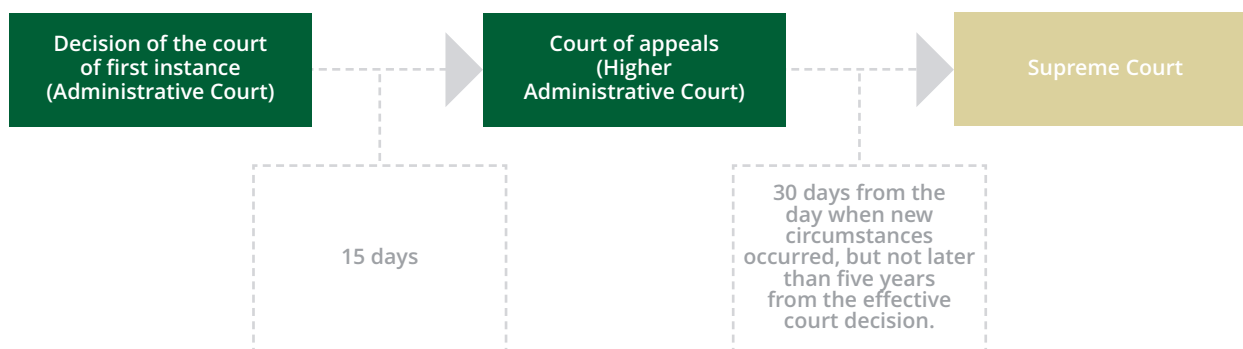 Decision of the court
of first instance
(Administrative Court)
Court of appeals
(Higher
Administrative Court)
Supreme Court
15 days
30 days from the
day when new
circumstances
occurred, but not later
than five years
from the effective
court decision.